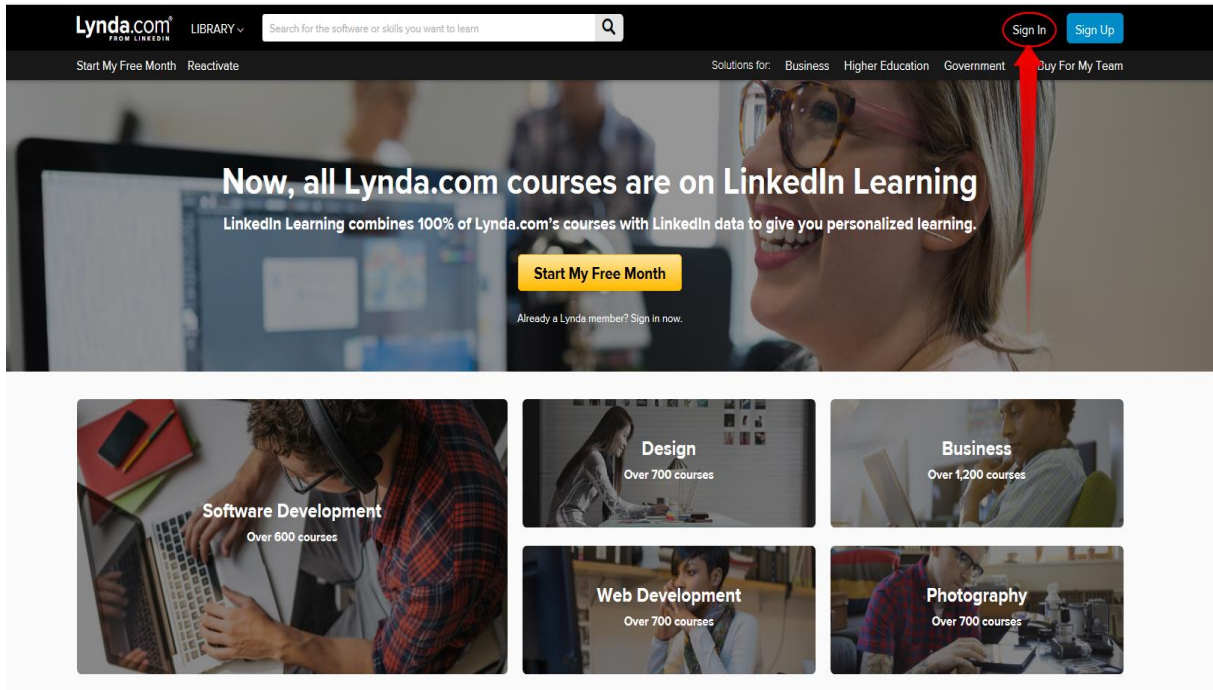 Lynda.com®
FROM LINKEDIN
LIBRARY
Search for the software or skills you want to learn
Sign In
Sign Up
Start My Free Month
Reactivate
Solutions for:
Business
Higher Education
Government
Buy For My Team
Now, all Lynda.com courses are on LinkedIn Learning
LinkedIn Learning combines 100% of Lynda.com's courses with LinkedIn data to give you personalized learning.
Start My Free Month
Already a Lynda member? Sign in now.
Software Development
Over 600 courses
Design
Over 700 courses
Business
Over 1,200 courses
Web Development
Over 700 courses
Photography
Over 700 courses